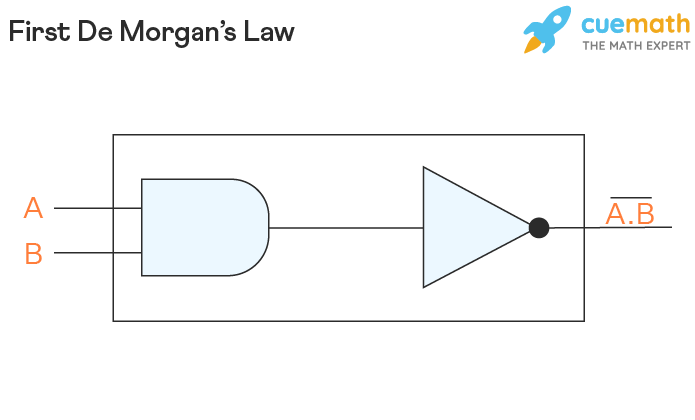 First De Morgan’s Law
cuemath
THE MATH EXPERT
A
B
A̅.̅B̅